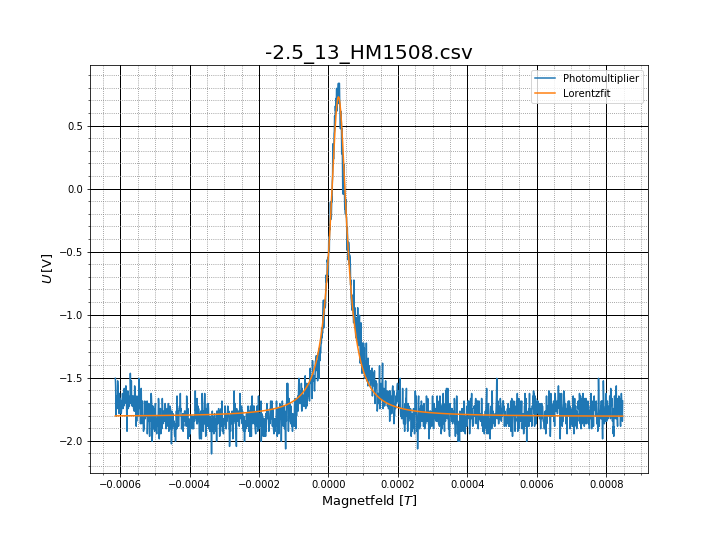 -2.5_13_HM1508.csv
Photomultiplier
Lorentzfit
U[V]
0.5
0.0
−0.5
−1.0
−1.5
−2.0
−0.0006 −0.0004 −0.0002 0.0000 0.0002 0.0004 0.0006 0.0008
Magnetfeld [T]